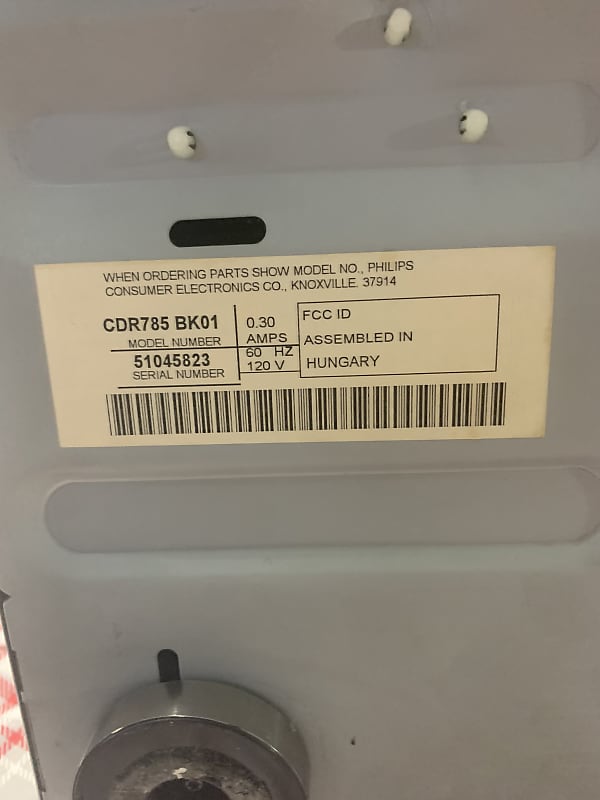 WHEN ORDERING PARTS SHOW MODEL NO., PHILIPS
CONSUMER ELECTRONICS CO., KNOXVILLE. 37914
CDR785 BK01
MODEL NUMBER
51045823
SERIAL NUMBER
0.30
AMPS
60 HZ
120 V
FCC ID
ASSEMBLED IN
HUNGARY